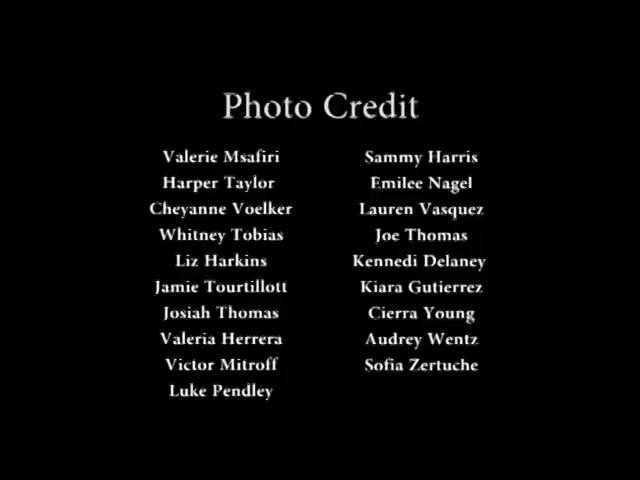 Photo Credit
Valerie Msafiri
Harper Taylor
Cheyanne Voelker
Whitney Tobias
Liz Harkins
Jamie Tourtillott
Josiah Thomas
Valeria Herrera
Victor Mitroff
Luke Pendley
Sammy Harris
Emilee Nagel
Lauren Vasquez
Joe Thomas
Kennedi Delaney
Kiara Gutierrez
Cierra Young
Audrey Wentz
Sofia Zertuche